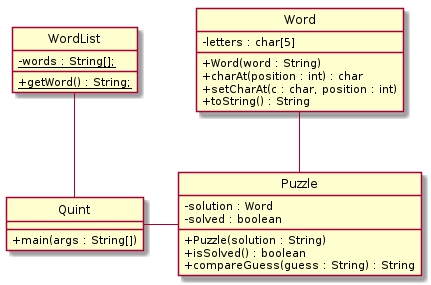 WordList
-words : String[];
+getWord() : String;
Word
-letters : char[5]
+Word(word : String)
+charAt(position : int) : char
+setCharAt(c : char, position : int)
+toString() : String
Quint
+main(args : String[])
Puzzle
-solution : Word
-solved : boolean
+Puzzle(solution : String)
+isSolved() : boolean
+compareGuess(guess : String) : String